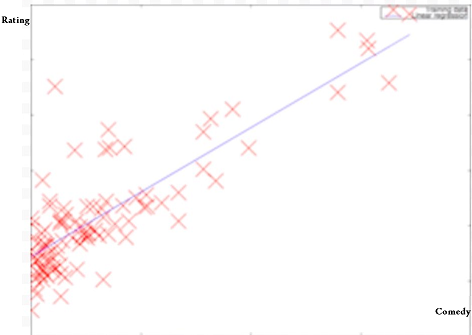 Rating
Training data
Linear regression
Comedy